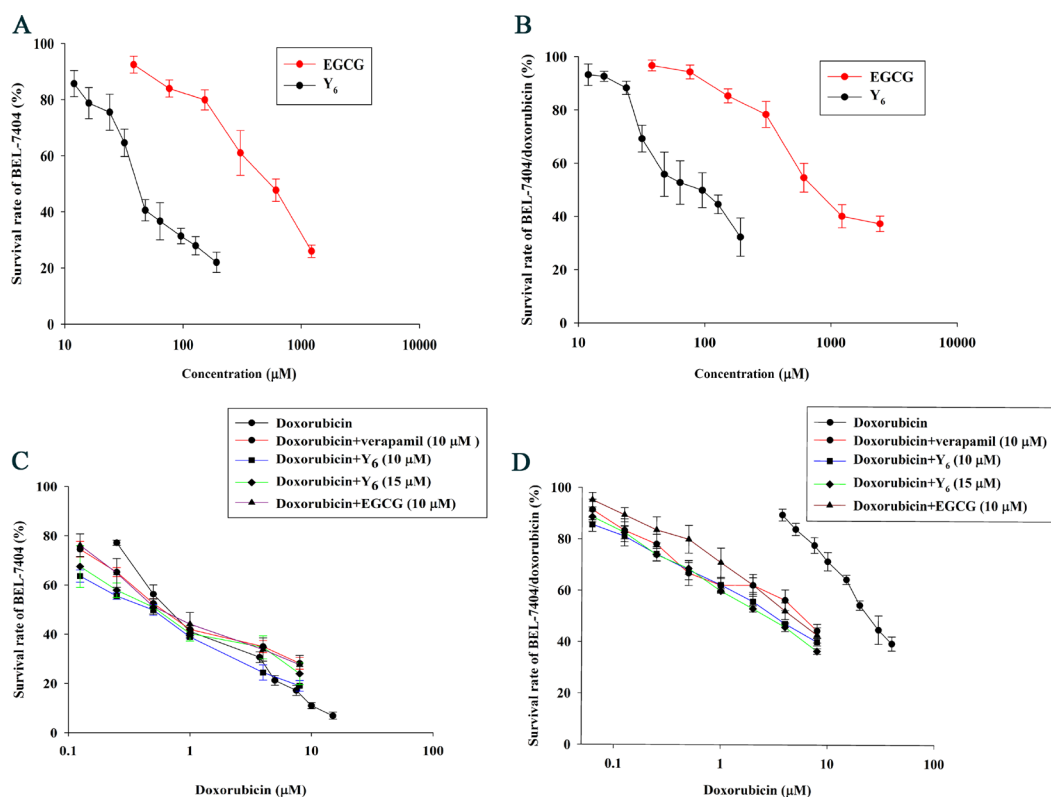 A
Survival rate of BEL-7404 (%)
100
80
60
40
20
0
10
100
1000
10000
Concentration (μM)
EGCG
Y₆
B
Survival rate of BEL-7404/doxorubicin (%)
100
80
60
40
20
0
10
100
1000
10000
Concentration (μM)
EGCG
Y₆
C
Doxorubicin
Doxorubicin+verapamil (10 μM )
Doxorubicin+Y₆ (10 μM)
Doxorubicin+Y₆ (15 μM)
Doxorubicin+EGCG (10 μM)
Survival rate of BEL-7404 (%)
100
80
60
40
20
0
0.1
1
10
100
Doxorubicin (μM)
D
Doxorubicin
Doxorubicin+verapamil (10 μM)
Doxorubicin+Y₆ (10 μM)
Doxorubicin+Y₆ (15 μM)
Doxorubicin+EGCG (10 μM)
Survival rate of BEL-7404/doxorubicin (%)
100
80
60
40
20
0
0.1
1
10
100
Doxorubicin (μM)